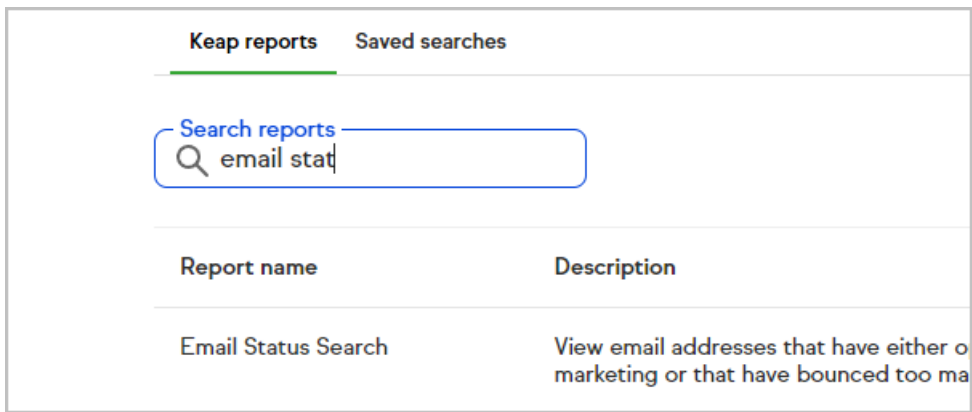 Keap reports Saved searches
Search reports
email stat
Report name Description
Email Status Search View email addresses that have either
marketing or that have bounced too